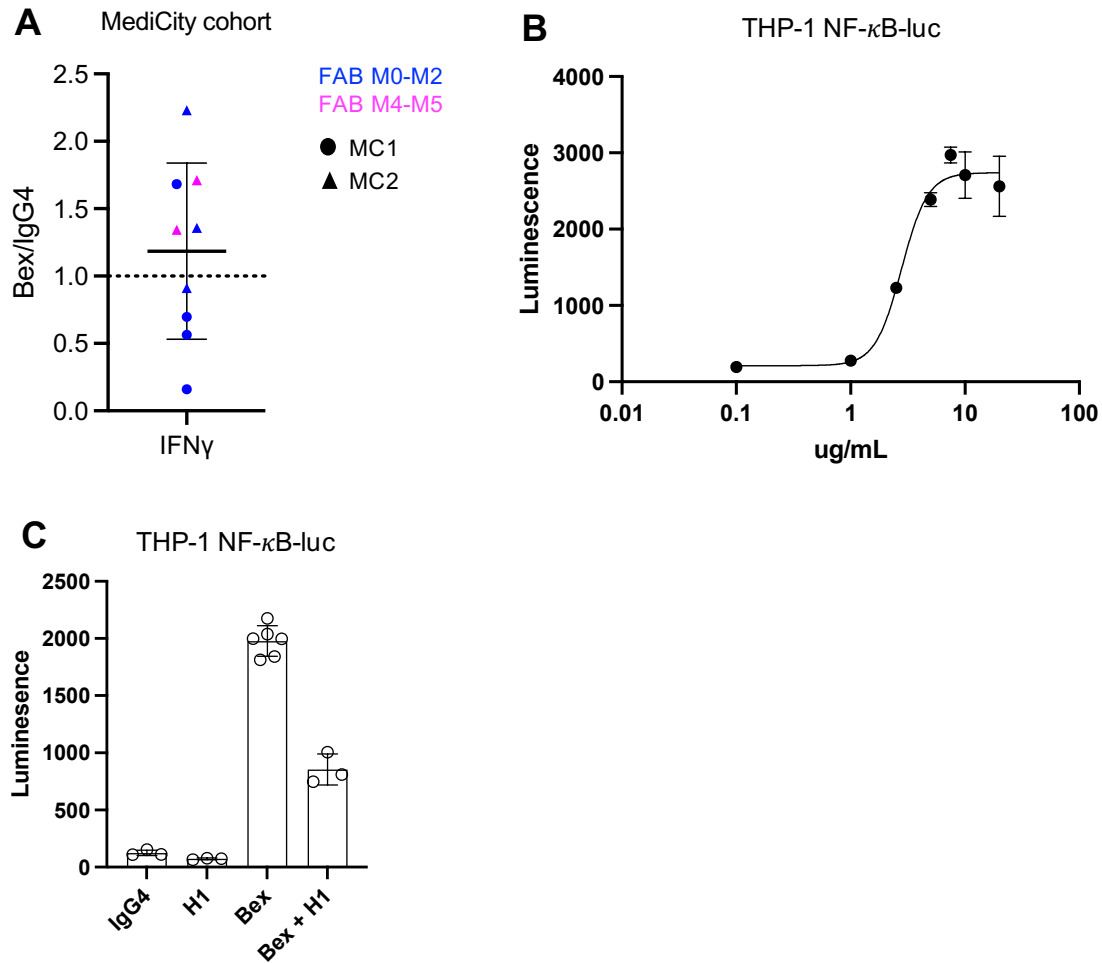 A
MediCity cohort
2.5
2.0
1.5
1.0
0.5
0.0
Bex/IgG4
IFNγ
FAB M0-M2
FAB M4-M5
MC1
MC2
B
THP-1 NF-κB-luc
4000
3000
2000
1000
0
Luminescence
0.01 0.1 1 10 100
ug/mL
C
THP-1 NF-κB-luc
2500
2000
1500
1000
500
0
Luminesence
IgG4 H1 Bex Bex + H1